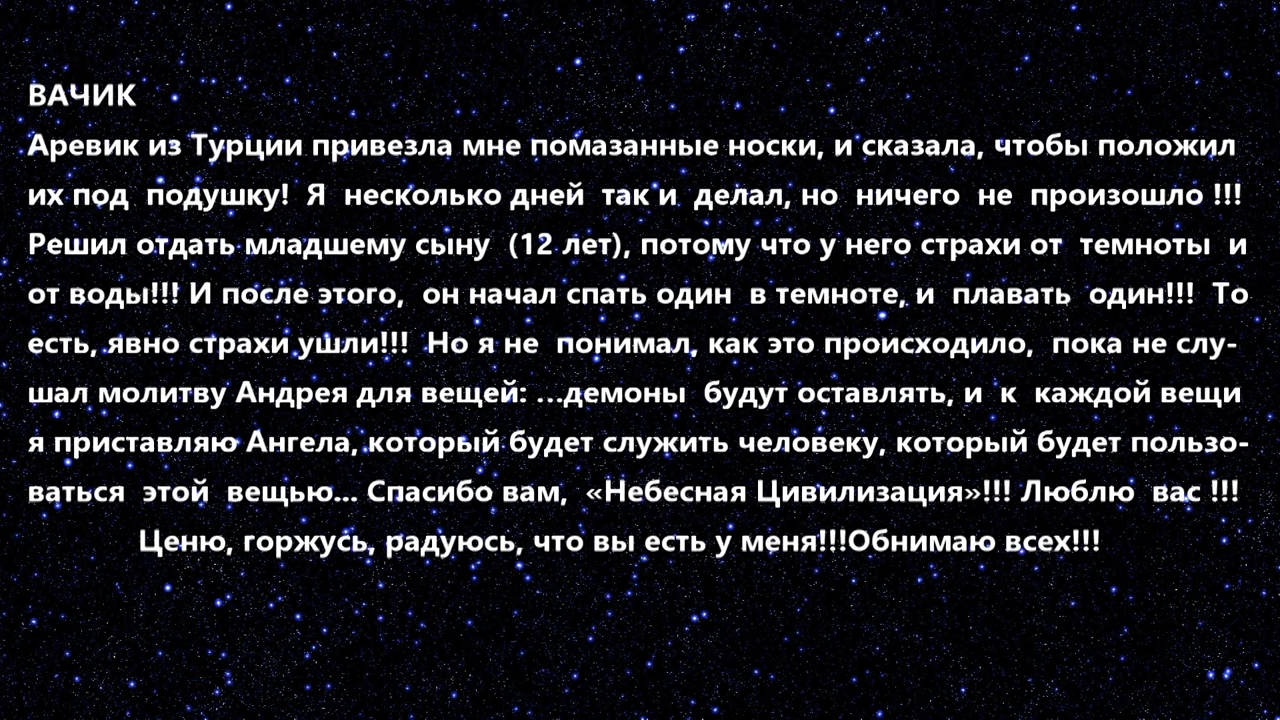 ВАЧИК
Аревик из Турции привезла мне помазанные носки, и сказала, чтобы положил
их под подушку! Я несколько дней так и делал, но ничего не произошло !!!
Решил отдать младшему сыну (12 лет), потому что у него страхи от темноты и
от воды!!! И после этого, он начал спать один в темноте, и плавать один!!! То
есть, явно страхи ушли!!! Но я не понимал, как это происходило, пока не слу-
шал молитву Андрея для вещей: ...демоны будут оставлять, и к каждой вещи
я приставляю Ангела, который будет служить человеку, который будет пользо-
ваться этой вещью... Спасибо вам, «Небесная Цивилизация»!!! Люблю вас !!!
Ценю, горжусь, радуюсь, что вы есть у меня!!!Обнимаю всех!!!